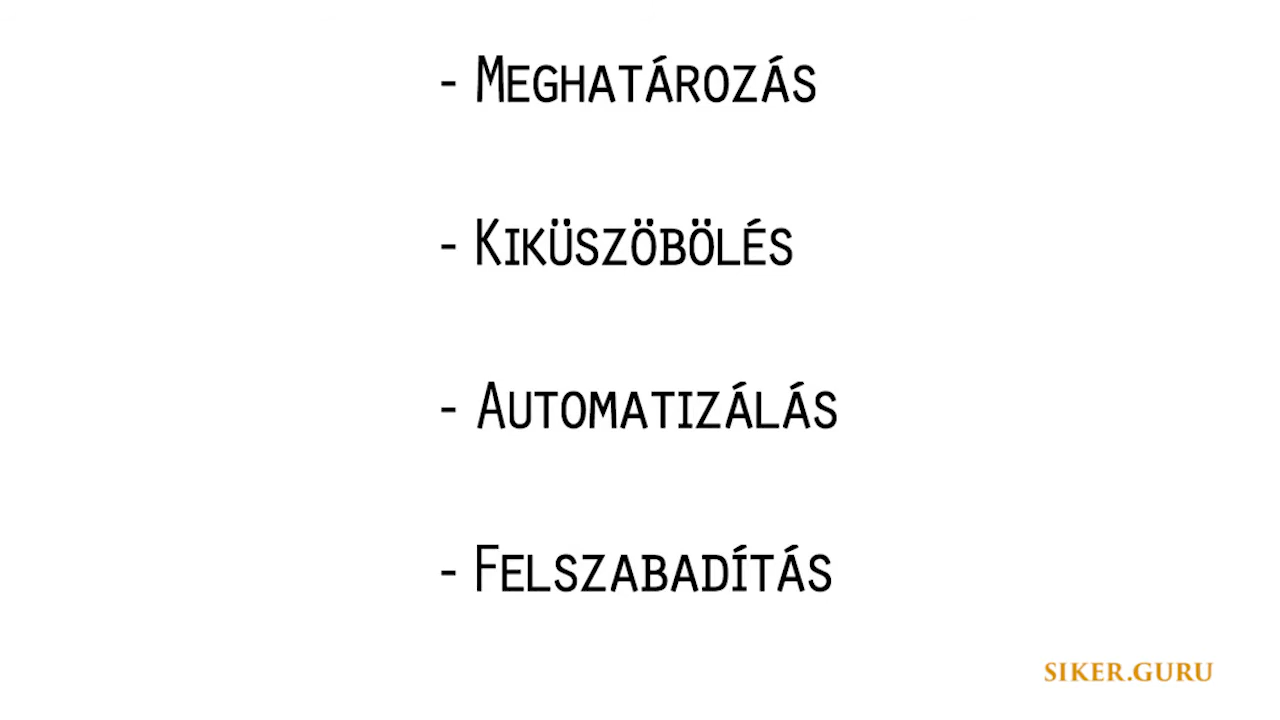 - Meghatározás
- Kiküszöbölés
- Automatizálás
- Felszabadítás
SIKER.GURU